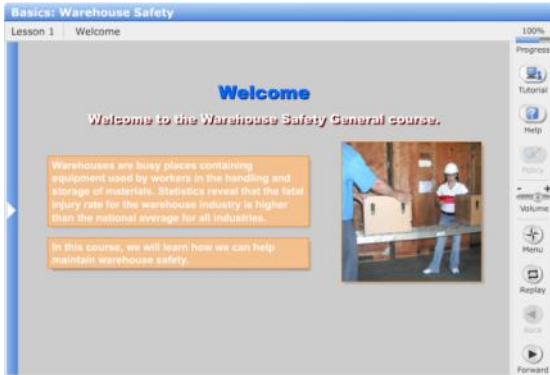 Basics: Warehouse Safety
Lesson 1 Welcome
100%
Progress
Welcome
Welcome to the Warehouse Safety General course.
Warehouses are busy places containing
equipment used by workers in the handling and
storage of materials. Statistics reveal that the fatal
injury rate for the warehouse industry is higher
than the national average for all industries.
In this course, we will learn how we can help
maintain warehouse safety.
Tutorial
Help
Policy
Volume
Menu
Replay
Back
Forward